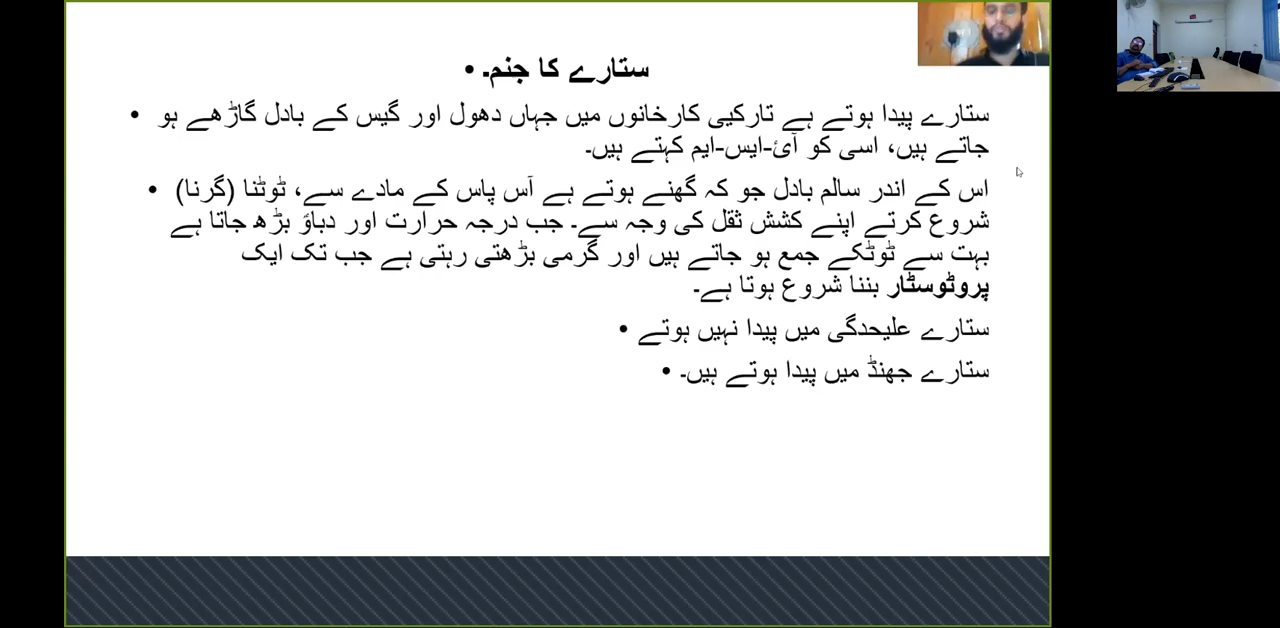 ستارے کا جنم۔ •
ستارے پیدا ہوتے ہے تارکیی کارخانوں میں جہاں دھول اور گیس کے بادل گاڑھے ہو •
جاتے ہیں، اسی کو آئ-ایس-ایم کہتے ہیں۔
اس کے اندر سالم بادل جو کہ گھنے ہوتے ہے آس پاس کے مادے سے، ٹوٹنا (گرنا) •
شروع کرتے اپنے کشش ثقل کی وجہ سے۔ جب درجہ حرارت اور دباؤ بڑھ جاتا ہے
بہت سے ٹوٹکے جمع ہو جاتے ہیں اور گرمی بڑھتی رہتی ہے جب تک ایک
پروٹوسٹار بننا شروع ہوتا ہے۔
ستارے علیحدگی میں پیدا نہیں ہوتے •
ستارے جھنڈ میں پیدا ہوتے ہیں۔ •